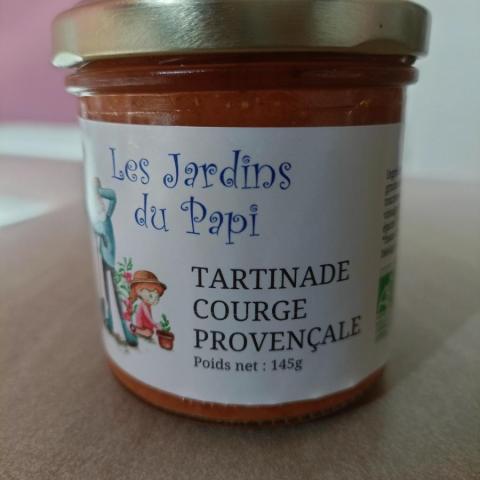 Les Jardins
du Papi
TARTINADE
COURGE
PROVENÇALE
Poids net : 145g